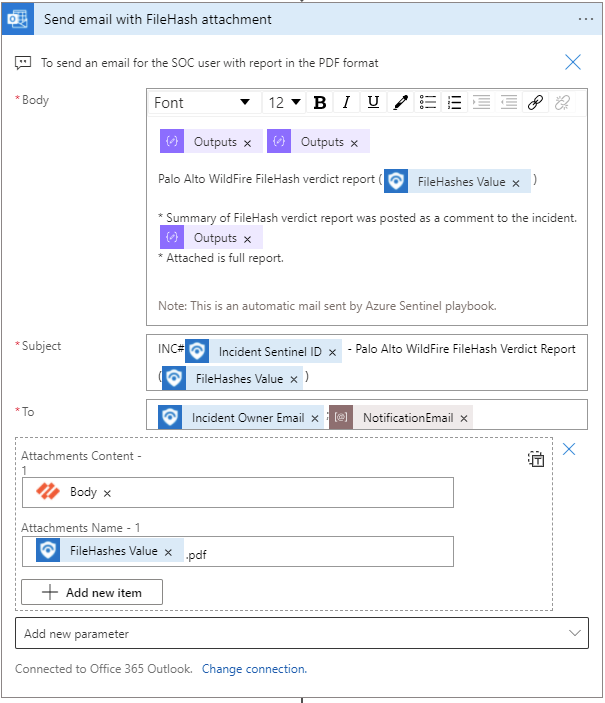 Send email with FileHash attachment ...
To send an email for the SOC user with report in the PDF format
* Body
Font 12 B I U
{/} Outputs × {/} Outputs ×
Palo Alto WildFire FileHash verdict report ( FileHashes Value × )
* Summary of FileHash verdict report was posted as a comment to the incident.
{/} Outputs ×
* Attached is full report.
Note: This is an automatic mail sent by Azure Sentinel playbook.
* Subject
INC# Incident Sentinel ID × - Palo Alto WildFire FileHash Verdict Report
( FileHashes Value × )
* To
Incident Owner Email × ; [@] NotificationEmail ×
Attachments Content -
1
Body ×
Attachments Name - 1
FileHashes Value × .pdf
Add new item
Add new parameter
Connected to Office 365 Outlook. Change connection.